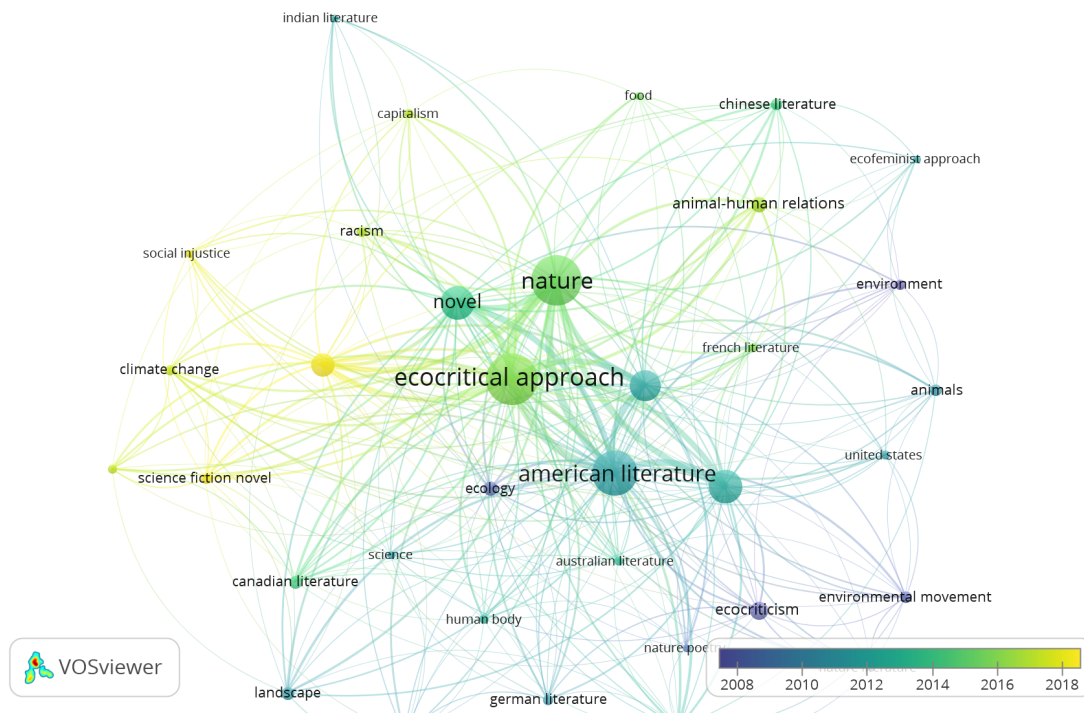 indian literature
food
chinese literature
capitalism
ecofeminist approach
animal-human relations
racism
social injustice
nature
environment
novel
french literature
climate change
ecocritical approach
animals
united states
american literature
science fiction novel
ecology
science
australian literature
canadian literature
environmental movement
ecocriticism
human body
nature poetry
VOSviewer
landscape
german literature
2008 2010 2012 2014 2016 2018